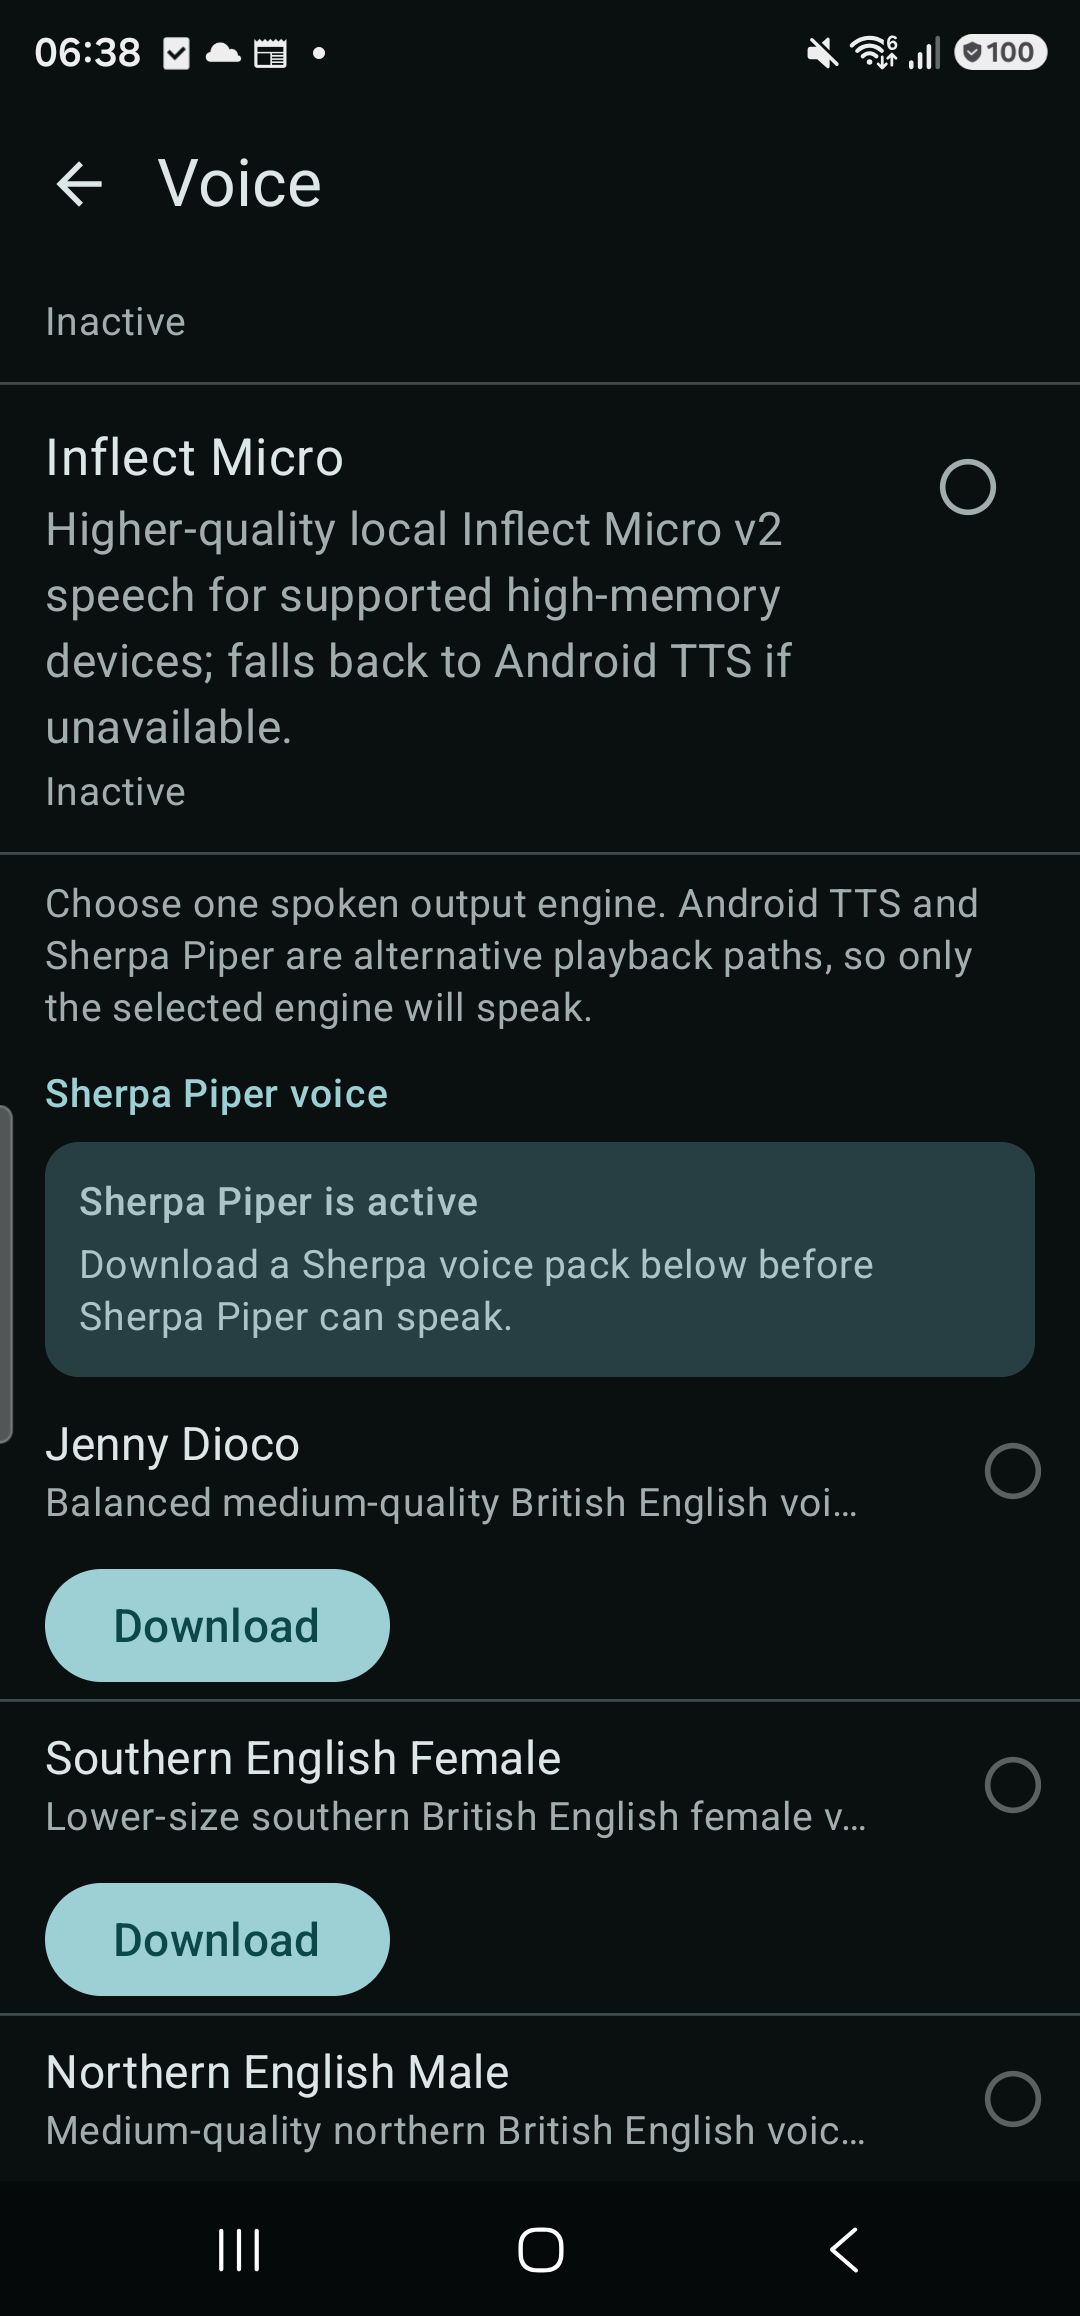 06:38
6
100
Voice
Inactive
Inflect Micro
Higher-quality local Inflect Micro v2
speech for supported high-memory
devices; falls back to Android TTS if
unavailable.
Inactive
Choose one spoken output engine. Android TTS and
Sherpa Piper are alternative playback paths, so only
the selected engine will speak.
Sherpa Piper voice
Sherpa Piper is active
Download a Sherpa voice pack below before
Sherpa Piper can speak.
Jenny Dioco
Balanced medium-quality British English voi...
Download
Southern English Female
Lower-size southern British English female v...
Download
Northern English Male
Medium-quality northern British English voic...